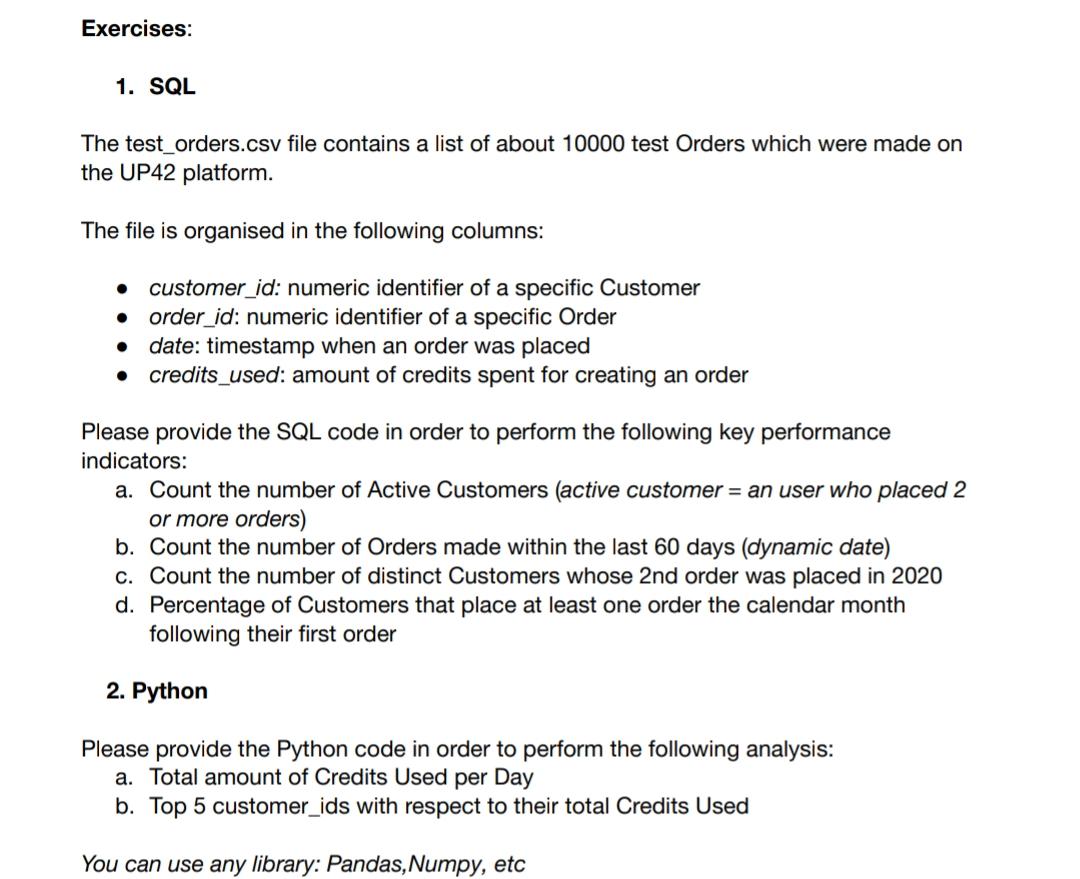 Exercises:
1. SQL
The test_orders.csv file contains a list of about 10000 test Orders which were made on
the UP42 platform.
The file is organised in the following columns:
● customer_id: numeric identifier of a specific Customer
● order_id: numeric identifier of a specific Order
● date: timestamp when an order was placed
● credits_used: amount of credits spent for creating an order
Please provide the SQL code in order to perform the following key performance
indicators:
a. Count the number of Active Customers (active customer = an user who placed 2
or more orders)
b. Count the number of Orders made within the last 60 days (dynamic date)
c. Count the number of distinct Customers whose 2nd order was placed in 2020
d. Percentage of Customers that place at least one order the calendar month
following their first order
2. Python
Please provide the Python code in order to perform the following analysis:
a. Total amount of Credits Used per Day
b. Top 5 customer_ids with respect to their total Credits Used
You can use any library: Pandas,Numpy, etc